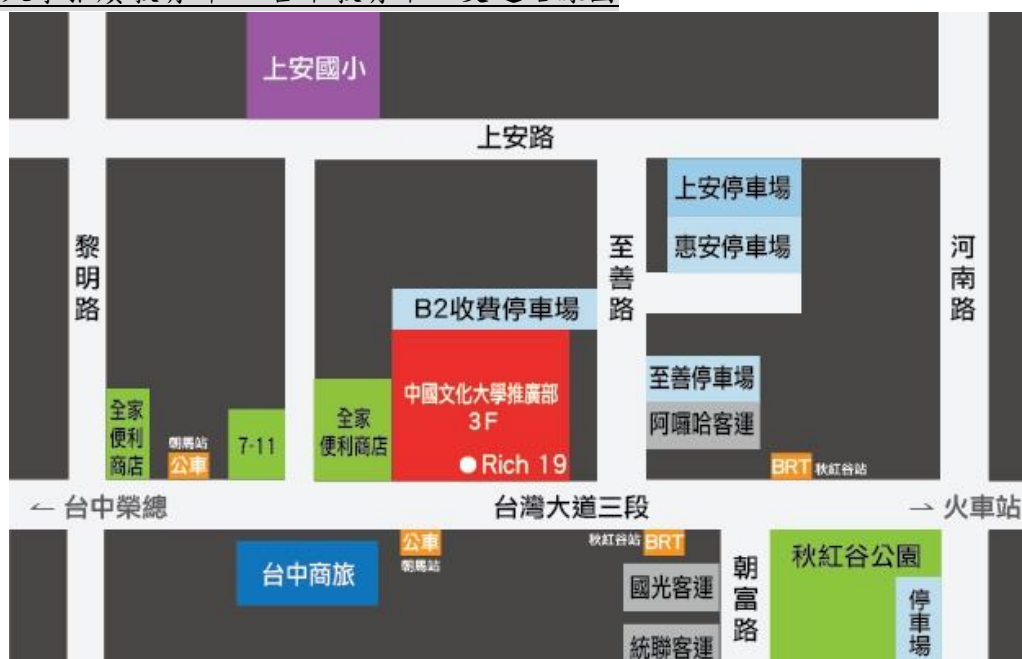 上安國小
上安路
上安停車場
惠安停車場
黎明路
至善路
河南路
B2收費停車場
中國文化大學推廣部
3F
Rich 19
至善停車場
阿囉哈客運
全家
便利
商店
朝馬站
公車
7-11
全家
便利商店
BRT 秋紅谷站
← 台中榮總
台灣大道三段
→ 火車站
公車
朝馬站
秋紅谷站 BRT
台中商旅
國光客運
統聯客運
朝富路
秋紅谷公園
停車場